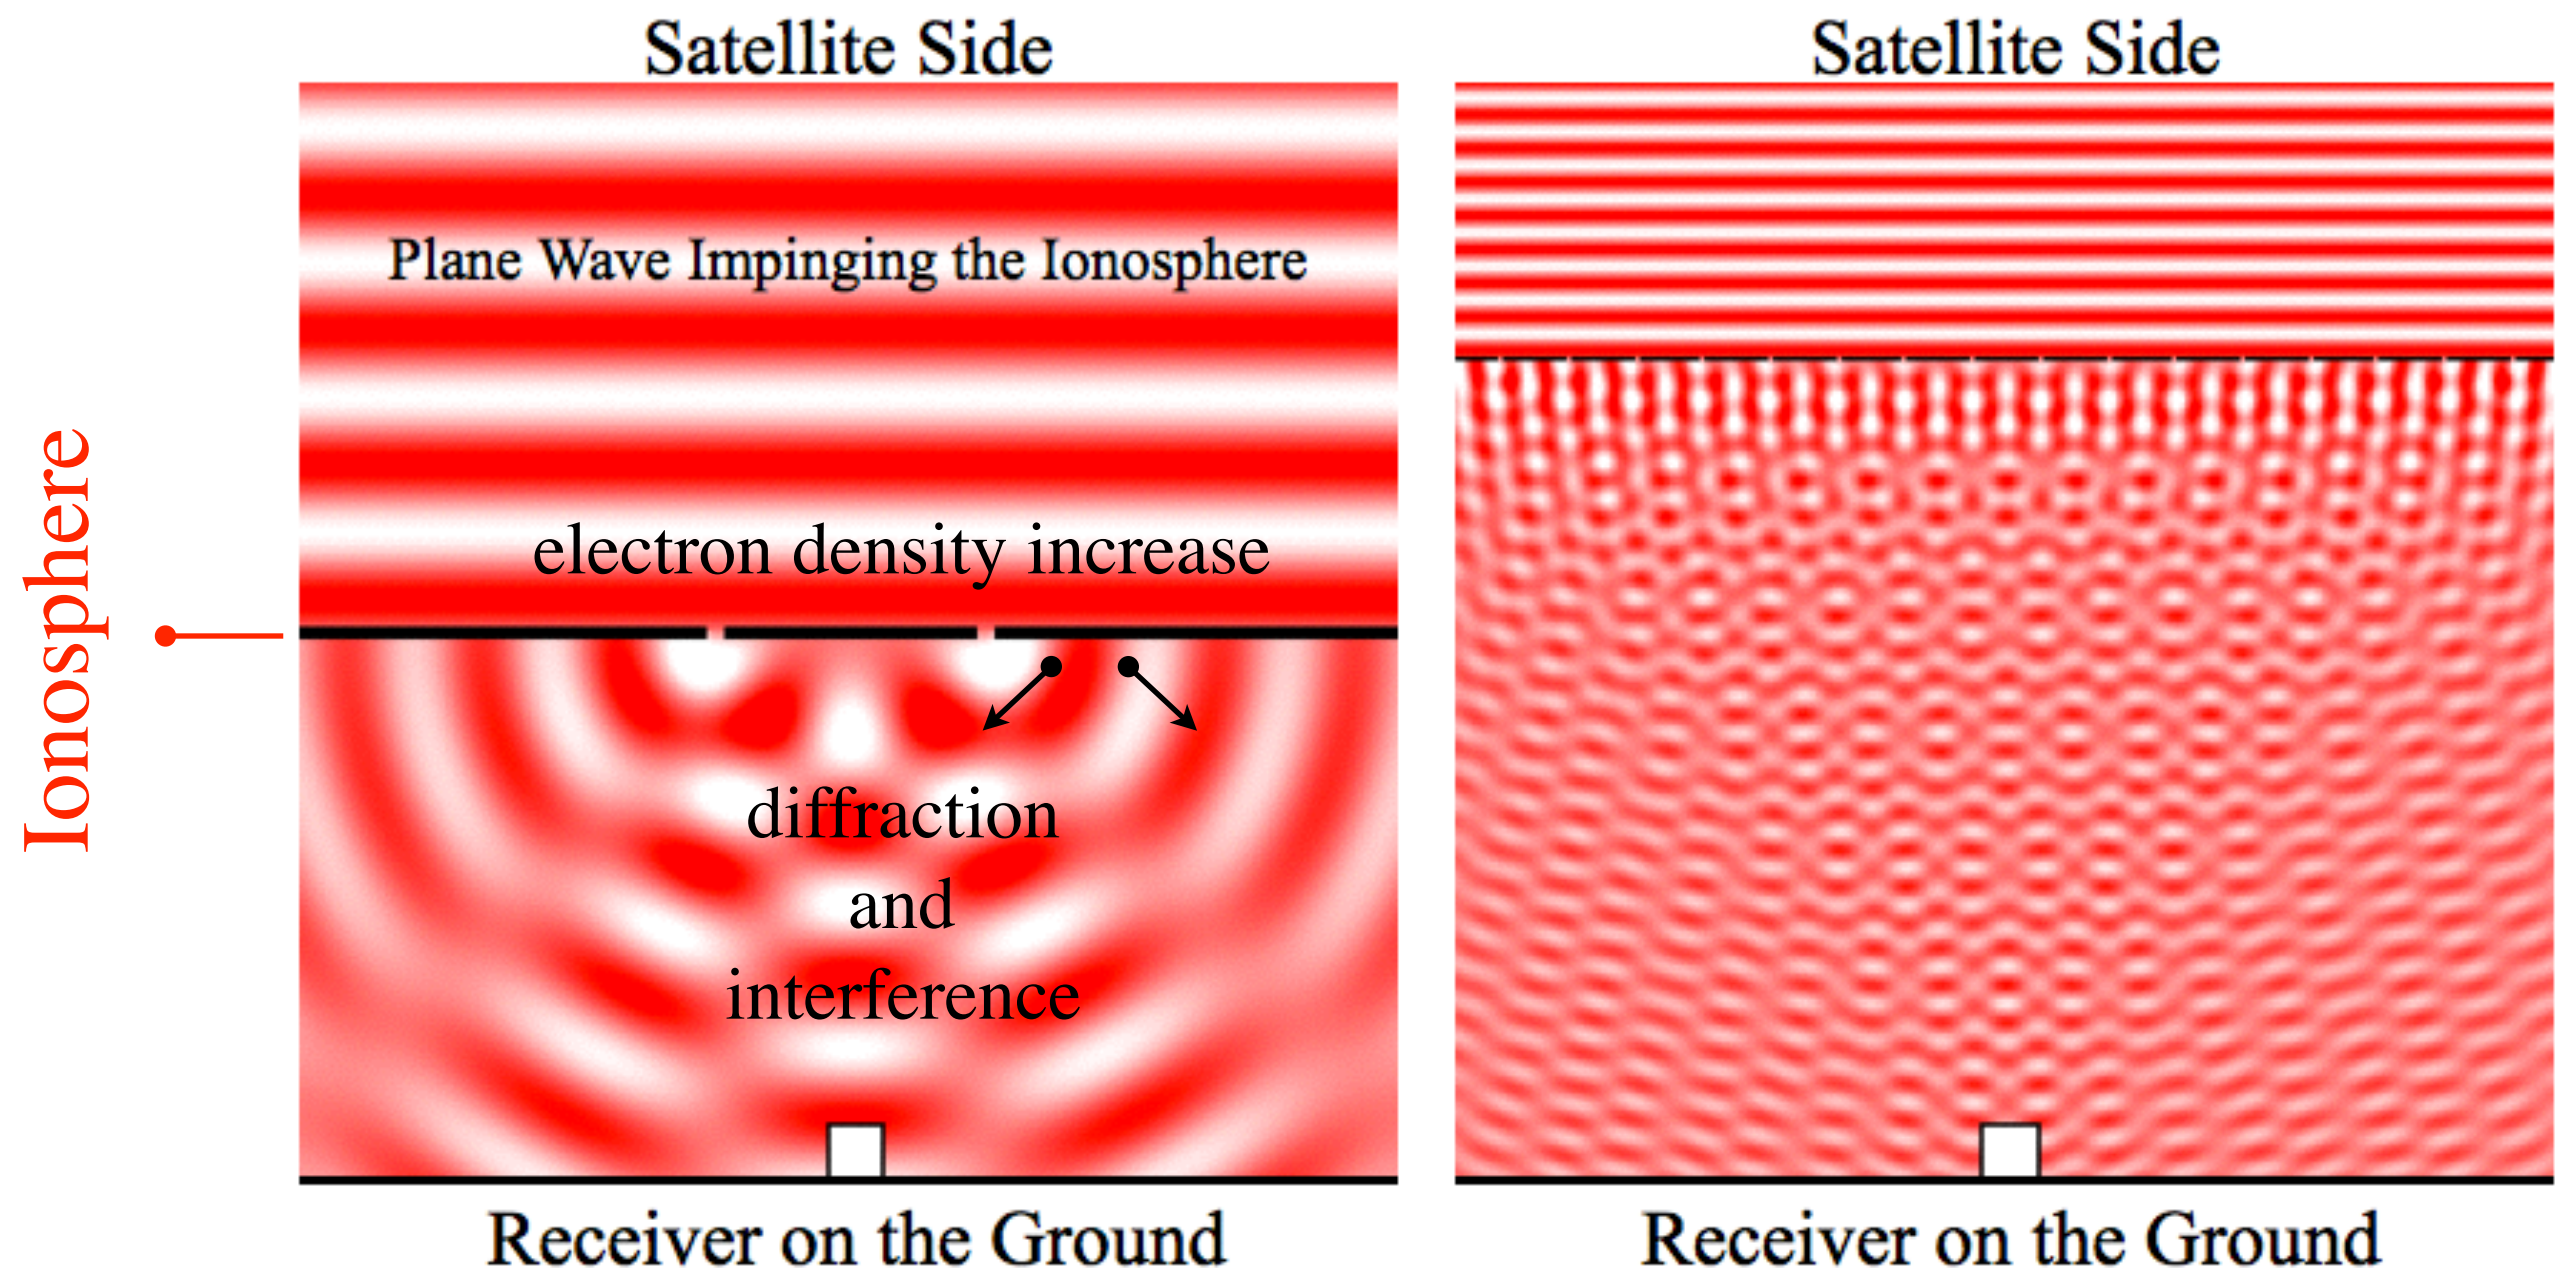 Satellite Side
Plane Wave Impinging the Ionosphere
electron density increase
Ionosphere
diffraction
and
interference
Receiver on the Ground
Satellite Side
Receiver on the Ground